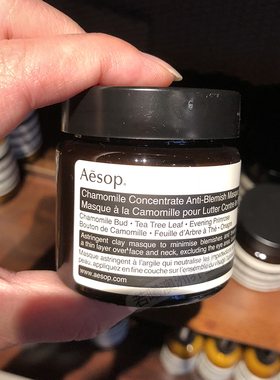 Aēsop.
Chamomile Concentrate Anti-Blemish
Masque à la Camomille pour Lutter Contre
Chamomile Bud • Tea Tree Leaf • Evening Primrose
Bouton de Camomille • Feuille d'Arbre à Thé •
Astringent clay masque to minimise blemishes
a thin layer over face and neck, excluding the eye
Masque astringent à l'argile qui neutralise les
peau, appliquez en fine couche sur l'ensemble du visage
www.aesop.com